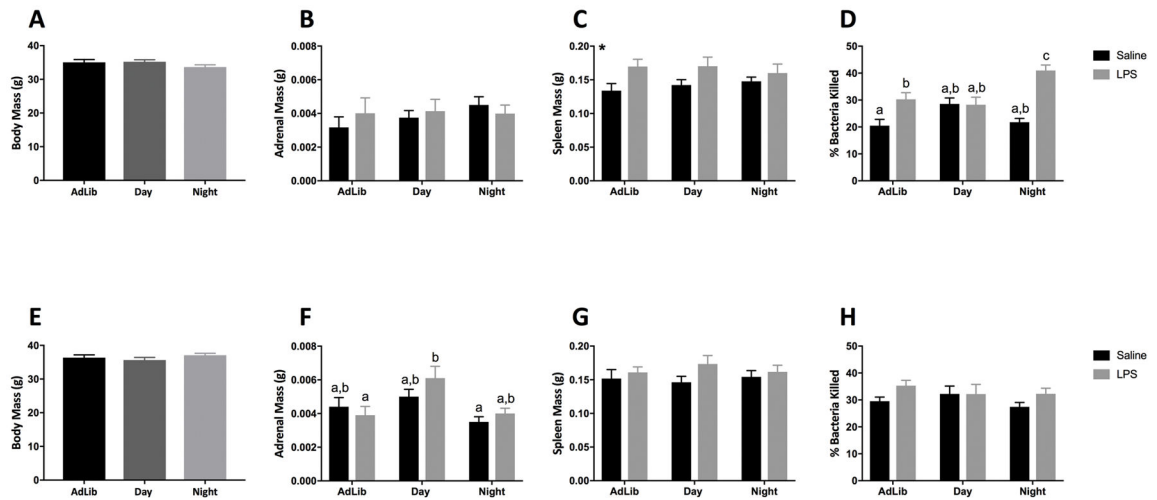 A
Body Mass (g)
40
30
20
10
0
AdLib Day Night
B
Adrenal Mass (g)
0.008
0.006
0.004
0.002
0.000
AdLib Day Night
C
Spleen Mass (g)
0.20
0.15
0.10
0.05
0.00
*
AdLib Day Night
D
% Bacteria Killed
50
40
30
20
10
0
a b a,b a,b a,b c
AdLib Day Night
Saline
LPS
E
Body Mass (g)
40
30
20
10
0
AdLib Day Night
F
Adrenal Mass (g)
0.008
0.006
0.004
0.002
0.000
a,b a a,b b a a,b
AdLib Day Night
G
Spleen Mass (g)
0.20
0.15
0.10
0.05
0.00
AdLib Day Night
H
% Bacteria Killed
50
40
30
20
10
0
AdLib Day Night
Saline
LPS